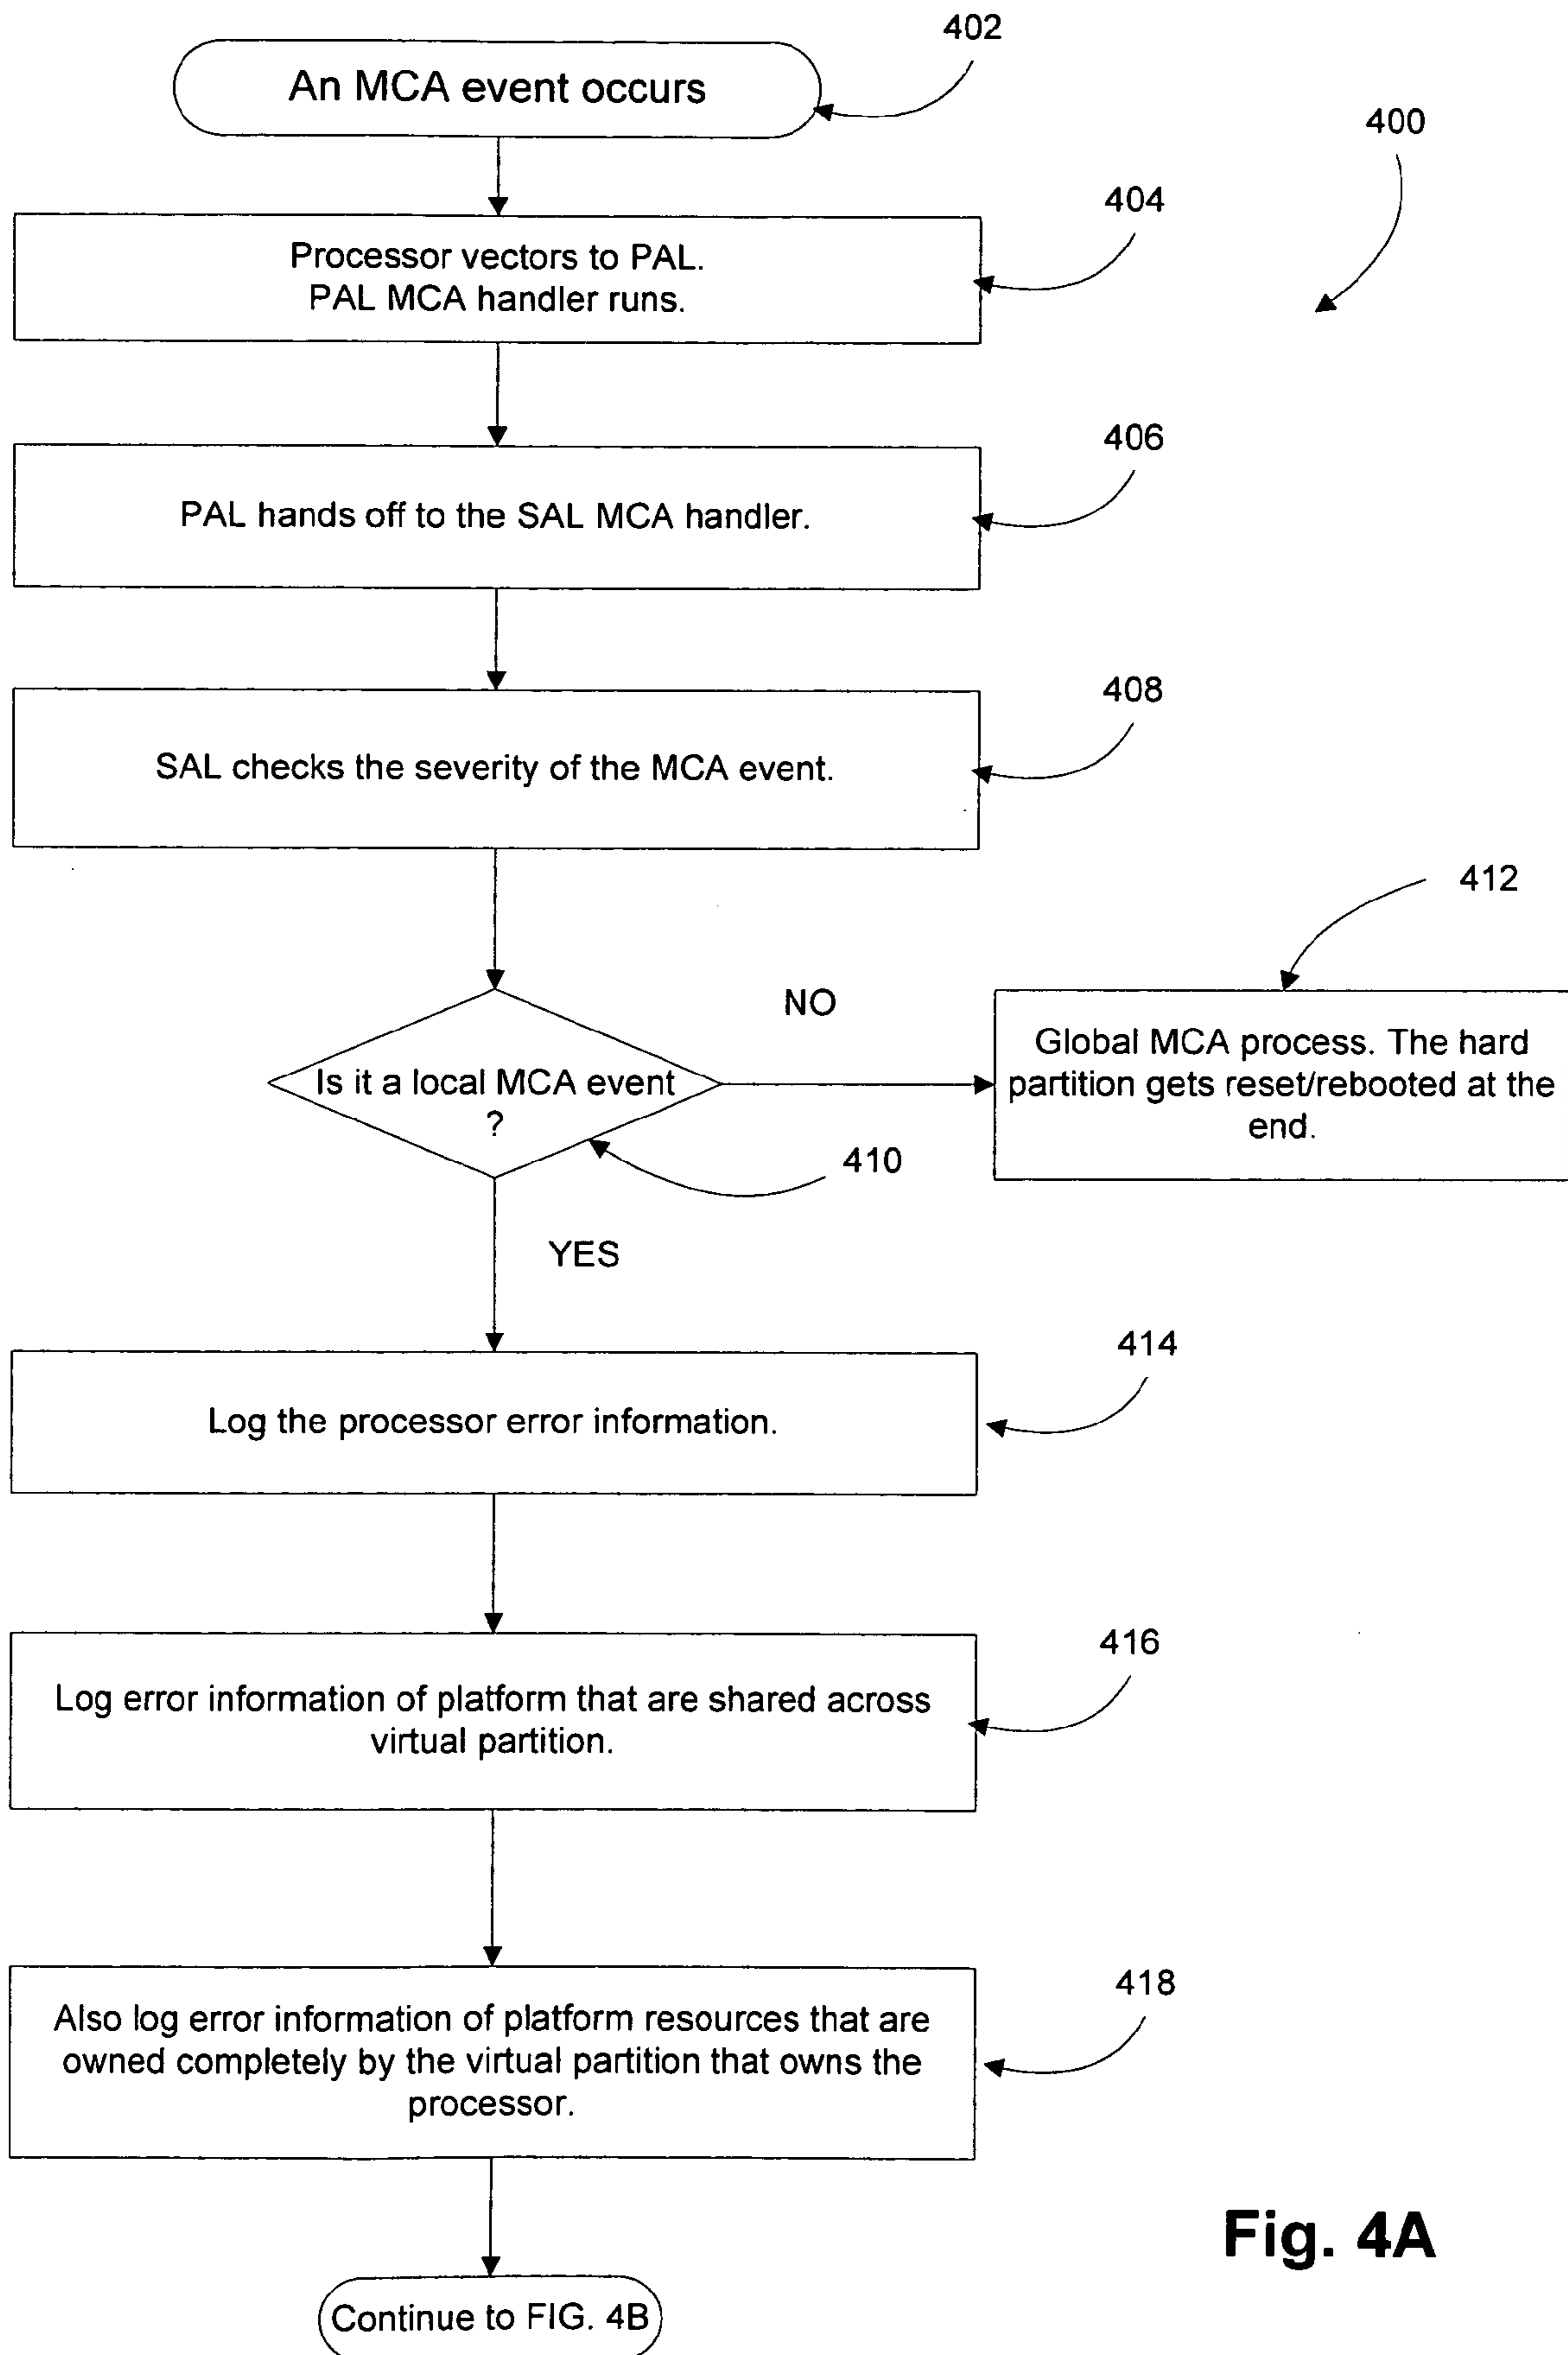 402
An MCA event occurs
400
404
Processor vectors to PAL.
PAL MCA handler runs.
406
PAL hands off to the SAL MCA handler.
408
SAL checks the severity of the MCA event.
412
NO
Global MCA process. The hard
partition gets reset/rebooted at the
end.
Is it a local MCA event
?
410
YES
414
Log the processor error information.
416
Log error information of platform that are shared across
virtual partition.
418
Also log error information of platform resources that are
owned completely by the virtual partition that owns the
processor.
Fig. 4A
Continue to FIG. 4B